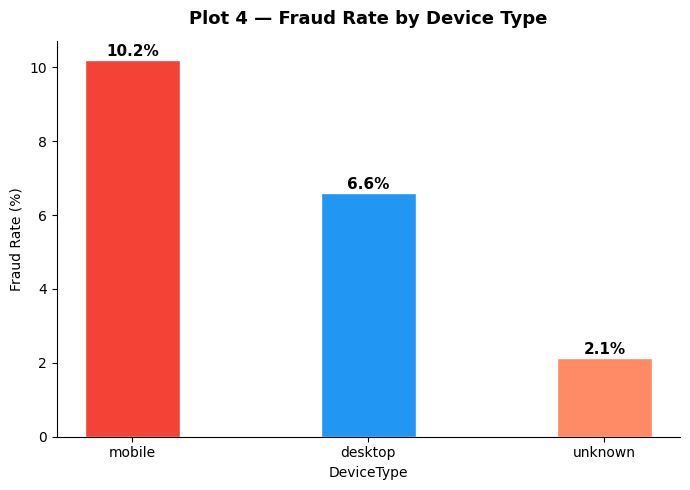 Plot 4 — Fraud Rate by Device Type
Fraud Rate (%)
10
8
6
4
2
0
10.2%
6.6%
2.1%
mobile
desktop
unknown
DeviceType